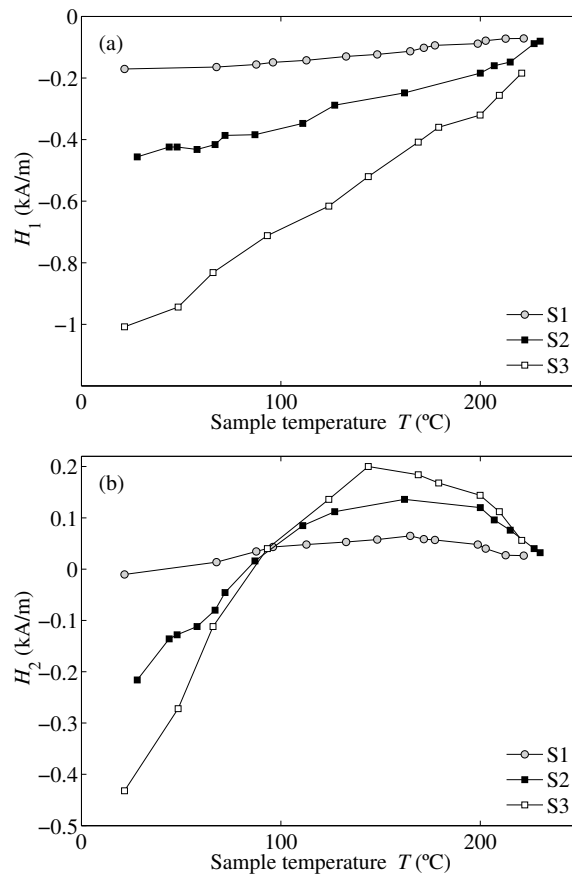 (a)
0
−0.2
−0.4
−0.6
−0.8
−1
H₁ (kA/m)
S1
S2
S3
0 100 200
Sample temperature T (ºC)
(b)
0.2
0.1
0
−0.1
−0.2
−0.3
−0.4
−0.5
H₂ (kA/m)
S1
S2
S3
0 100 200
Sample temperature T (ºC)